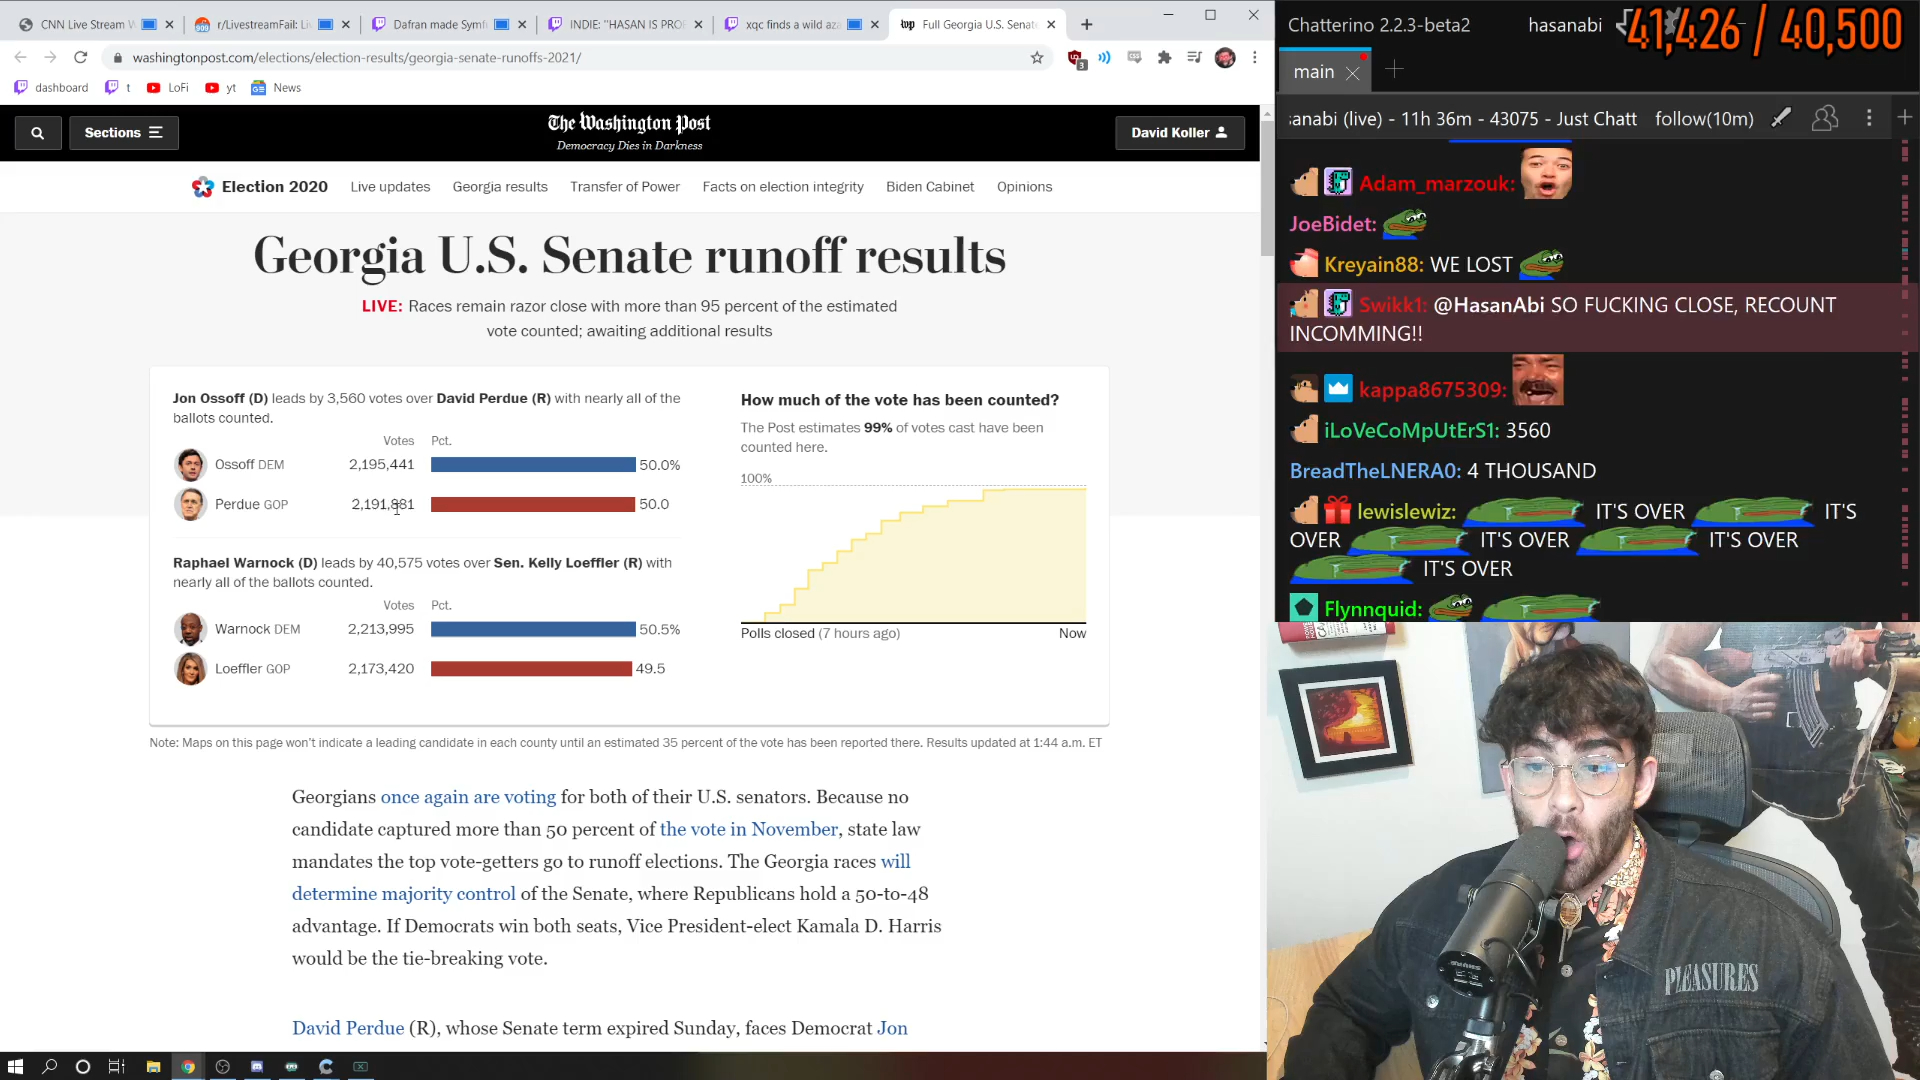 CNN Live Stream W
r/LivestreamFail: Li
Dafran made Symf
INDIE: "HASAN IS PRO
xqc finds a wild aza
wp Full Georgia U.S. Senate
washingtonpost.com/elections/election-results/georgia-senate-runoffs-2021/
3
dashboard t LoFi yt News
Sections
The Washington Post
Democracy Dies in Darkness
David Koller
Election 2020 Live updates Georgia results Transfer of Power Facts on election integrity Biden Cabinet Opinions
Georgia U.S. Senate runoff results
LIVE: Races remain razor close with more than 95 percent of the estimated
vote counted; awaiting additional results
Jon Ossoff (D) leads by 3,560 votes over David Perdue (R) with nearly all of the
ballots counted.
Votes Pct.
Ossoff DEM 2,195,441 50.0%
Perdue GOP 2,191,881 50.0
Raphael Warnock (D) leads by 40,575 votes over Sen. Kelly Loeffler (R) with
nearly all of the ballots counted.
Votes Pct.
Warnock DEM 2,213,995 50.5%
Loeffler GOP 2,173,420 49.5
How much of the vote has been counted?
The Post estimates 99% of votes cast have been
counted here.
100%
Polls closed (7 hours ago) Now
Note: Maps on this page won't indicate a leading candidate in each county until an estimated 35 percent of the vote has been reported there. Results updated at 1:44 a.m. ET
Georgians once again are voting for both of their U.S. senators. Because no
candidate captured more than 50 percent of the vote in November, state law
mandates the top vote-getters go to runoff elections. The Georgia races will
determine majority control of the Senate, where Republicans hold a 50-to-48
advantage. If Democrats win both seats, Vice President-elect Kamala D. Harris
would be the tie-breaking vote.
David Perdue (R), whose Senate term expired Sunday, faces Democrat Jon
Chatterino 2.2.3-beta2 hasanabi
41,426 / 40,500
main
anabi (live) - 11h 36m - 43075 - Just Chatt follow(10m)
Adam_marzouk:
JoeBidet:
Kreyain88: WE LOST
Swikk1: @HasanAbi SO FUCKING CLOSE, RECOUNT
INCOMMING!!
kappa8675309:
iLoVeCoMpUtErS1: 3560
BreadTheLNERA0: 4 THOUSAND
lewislewiz: IT'S OVER IT'S
OVER IT'S OVER IT'S OVER
IT'S OVER
Flynnquid:
PLEASURES